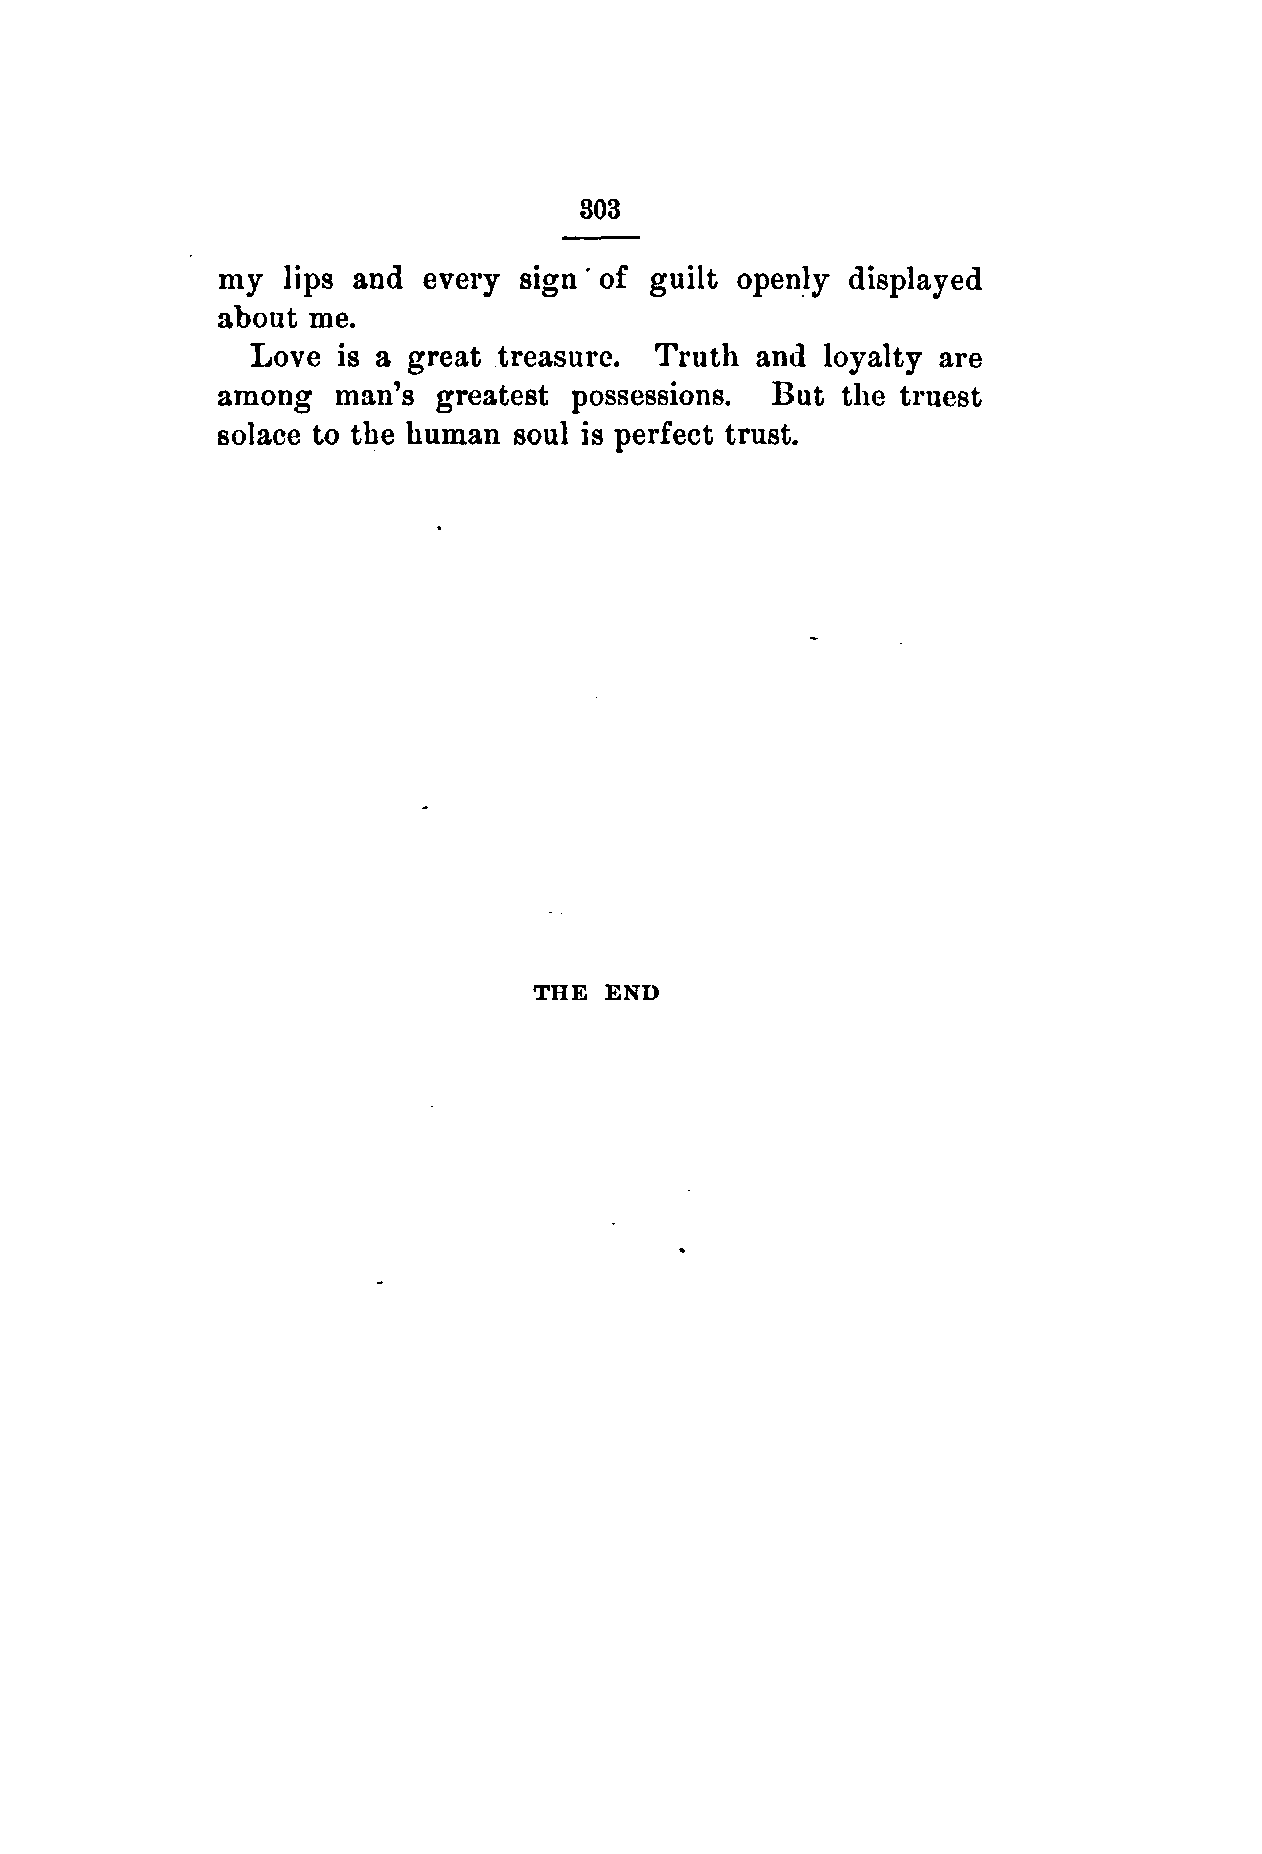 303
my lips and every sign of guilt openly displayed
about me.
Love is a great treasure. Truth and loyalty are
among man's greatest possessions. But the truest
solace to the human soul is perfect trust.
THE END